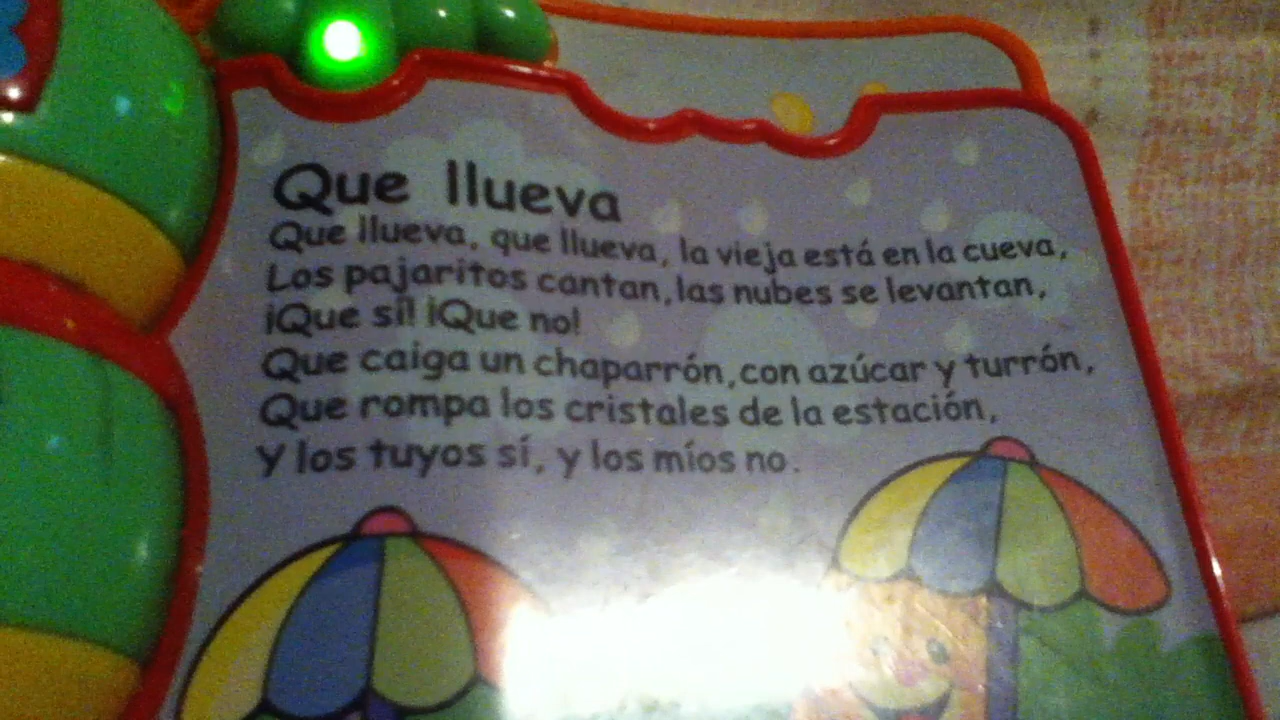 Que llueva
Que llueva, que llueva, la vieja está en la cueva,
Los pajaritos cantan, las nubes se levantan,
¡Que sí! ¡Que no!
Que caiga un chaparrón, con azúcar y turrón,
Que rompa los cristales de la estación,
Y los tuyos sí, y los míos no.